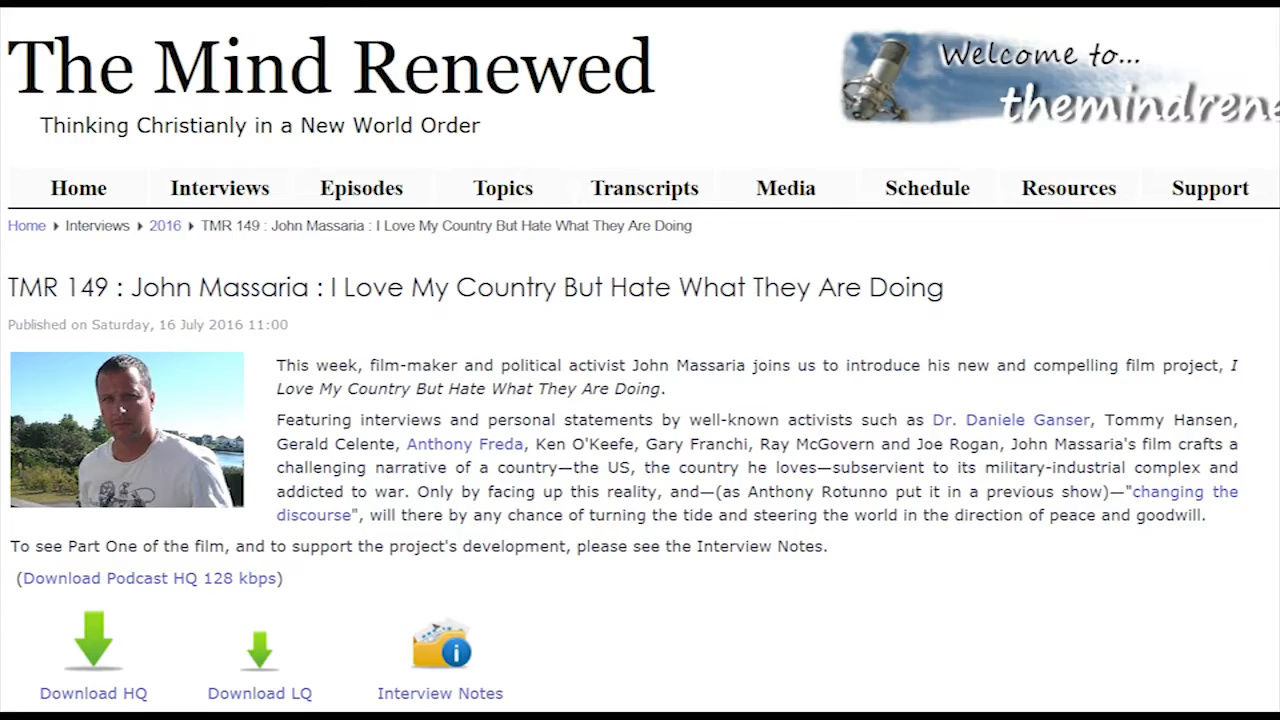 The Mind Renewed
Thinking Christianly in a New World Order
Welcome to...
themindrene
Home Interviews Episodes Topics Transcripts Media Schedule Resources Support
Home Interviews 2016 TMR 149 : John Massaria : I Love My Country But Hate What They Are Doing
TMR 149 : John Massaria : I Love My Country But Hate What They Are Doing
Published on Saturday, 16 July 2016 11:00
This week, film-maker and political activist John Massaria joins us to introduce his new and compelling film project, I
Love My Country But Hate What They Are Doing.
Featuring interviews and personal statements by well-known activists such as Dr. Daniele Ganser, Tommy Hansen,
Gerald Celente, Anthony Freda, Ken O'Keefe, Gary Franchi, Ray McGovern and Joe Rogan, John Massaria's film crafts a
challenging narrative of a country—the US, the country he loves—subservient to its military-industrial complex and
addicted to war. Only by facing up this reality, and—(as Anthony Rotunno put it in a previous show)—"changing the
discourse", will there by any chance of turning the tide and steering the world in the direction of peace and goodwill.
To see Part One of the film, and to support the project's development, please see the Interview Notes.
(Download Podcast HQ 128 kbps)
Download HQ Download LQ Interview Notes